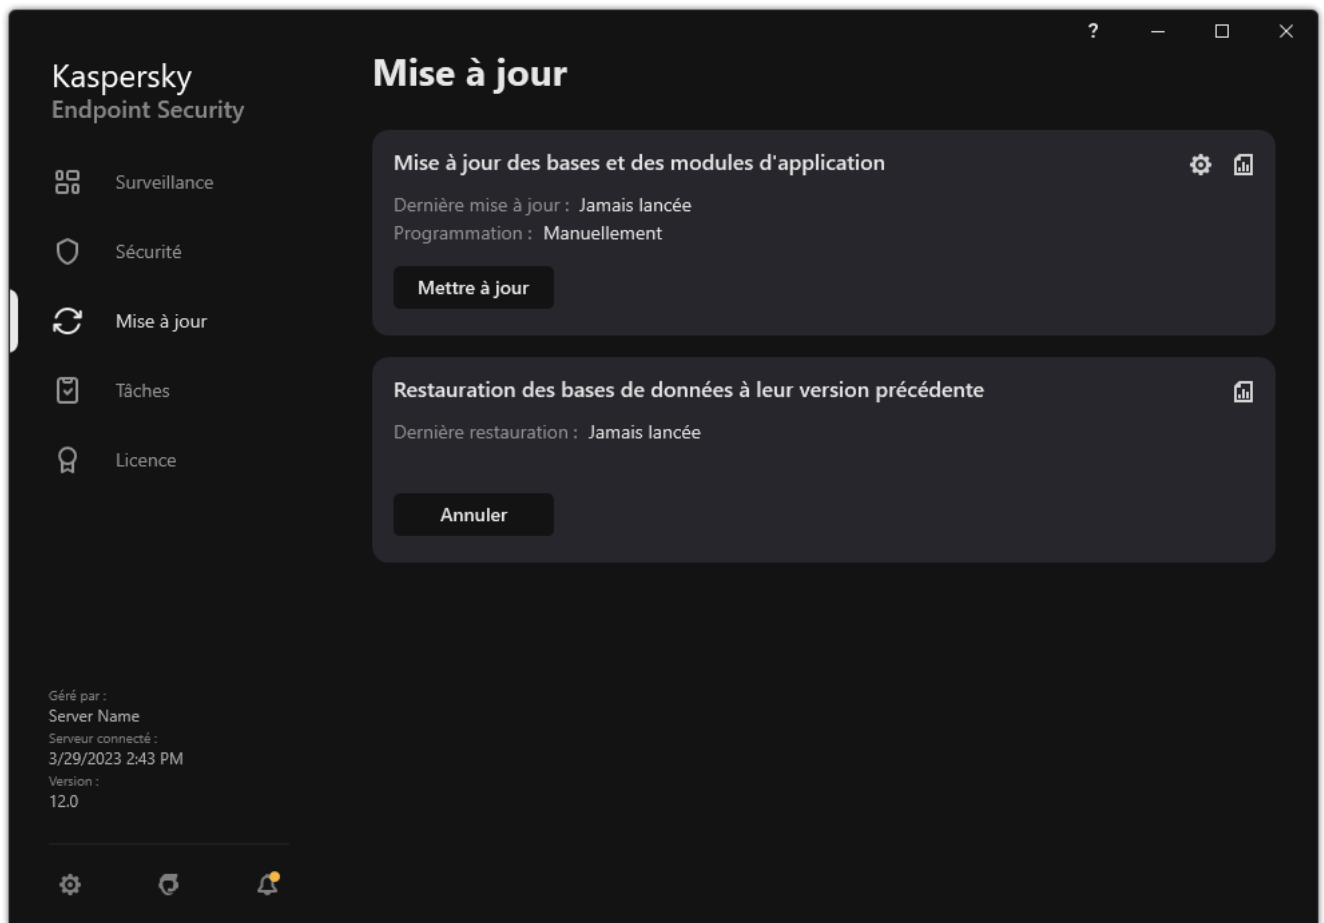 ?
Kaspersky
Endpoint Security
Surveillance
Sécurité
Mise à jour
Tâches
Licence
Géré par :
Server Name
Serveur connecté :
3/29/2023 2:43 PM
Version :
12.0
Mise à jour
Mise à jour des bases et des modules d'application
Dernière mise à jour : Jamais lancée
Programmation : Manuellement
Mettre à jour
Restauration des bases de données à leur version précédente
Dernière restauration : Jamais lancée
Annuler